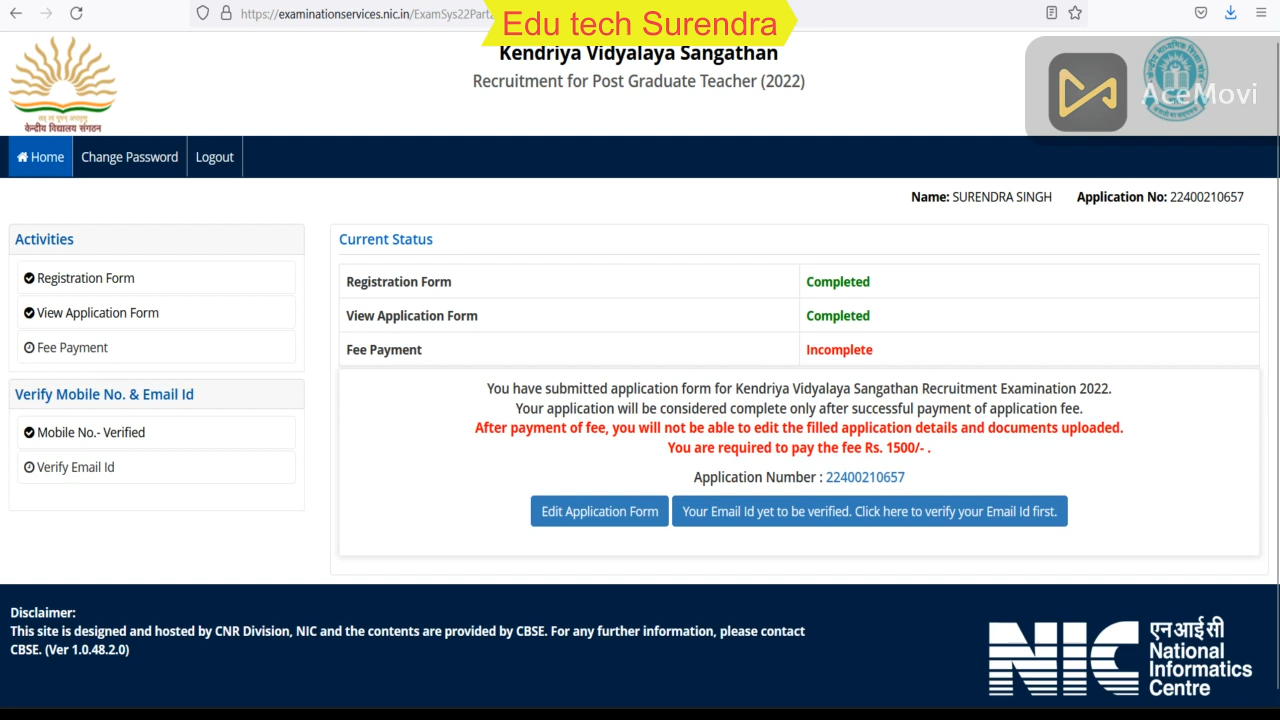 https://examinationservices.nic.in/ExamSys22Part
Edu tech Surendra
Kendriya Vidyalaya Sangathan
Recruitment for Post Graduate Teacher (2022)
केन्द्रीय विद्यालय संगठन
AceMovi
Home
Change Password
Logout
Name: SURENDRA SINGH
Application No: 22400210657
Activities
Registration Form
View Application Form
Fee Payment
Verify Mobile No. & Email Id
Mobile No.- Verified
Verify Email Id
Current Status
Registration Form Completed
View Application Form Completed
Fee Payment Incomplete
You have submitted application form for Kendriya Vidyalaya Sangathan Recruitment Examination 2022.
Your application will be considered complete only after successful payment of application fee.
After payment of fee, you will not be able to edit the filled application details and documents uploaded.
You are required to pay the fee Rs. 1500/- .
Application Number : 22400210657
Edit Application Form
Your Email Id yet to be verified. Click here to verify your Email Id first.
Disclaimer:
This site is designed and hosted by CNR Division, NIC and the contents are provided by CBSE. For any further information, please contact
CBSE. (Ver 1.0.48.2.0)
NIC
एन आई सी
National
Informatics
Centre